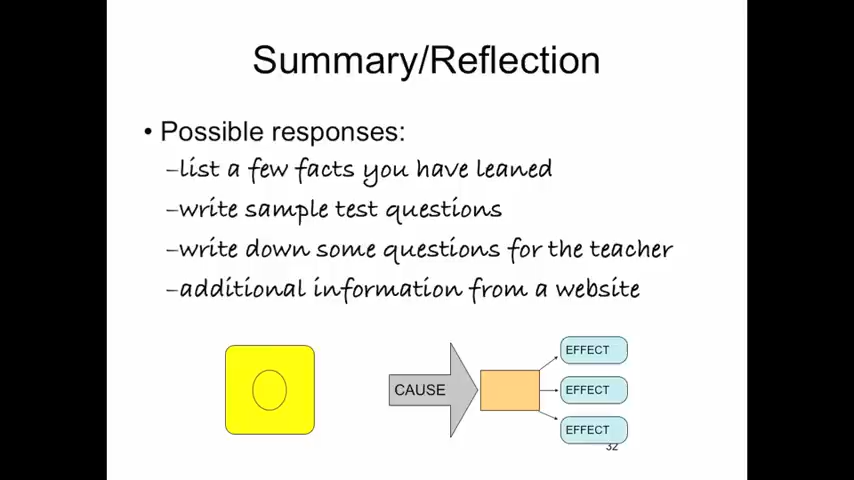 Summary/Reflection
• Possible responses:
–list a few facts you have leaned
–write sample test questions
–write down some questions for the teacher
–additional information from a website
EFFECT
CAUSE
EFFECT
EFFECT
32